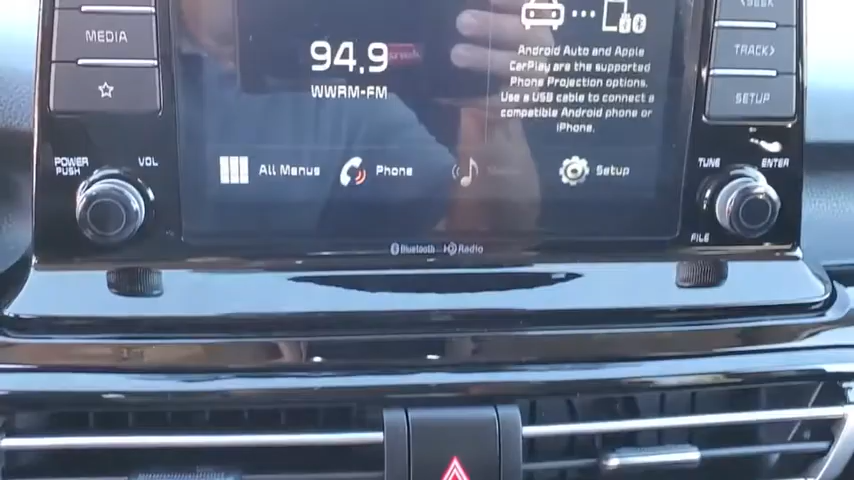 <SEEK
MEDIA
TRACK>
SETUP
94.9
WWRM-FM
Android Auto and Apple
CarPlay are the supported
Phone Projection options.
Use a USB cable to connect a
compatible Android phone or
iPhone.
POWER
PUSH
VOL
All Menus
Phone
Setup
TUNE
ENTER
FILE
Bluetooth
HD Radio